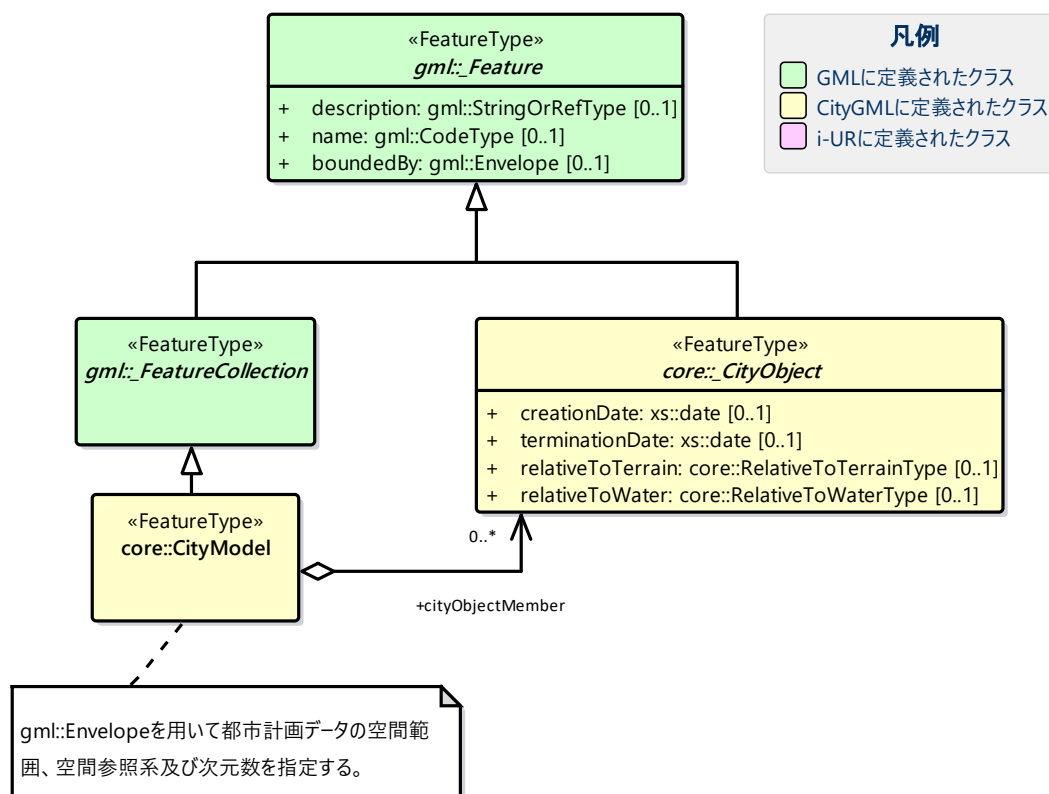 «FeatureType»
gml::_Feature
+ description: gml::StringOrRefType [0..1]
+ name: gml::CodeType [0..1]
+ boundedBy: gml::Envelope [0..1]
凡例
GMLに定義されたクラス
CityGMLに定義されたクラス
i-URに定義されたクラス
«FeatureType»
gml::_FeatureCollection
«FeatureType»
core::_CityObject
+ creationDate: xs::date [0..1]
+ terminationDate: xs::date [0..1]
+ relativeToTerrain: core::RelativeToTerrainType [0..1]
+ relativeToWater: core::RelativeToWaterType [0..1]
«FeatureType»
core::CityModel
0..*
+cityObjectMember
gml::Envelopeを用いて都市計画データの空間範
囲、空間参照系及び次元数を指定する。